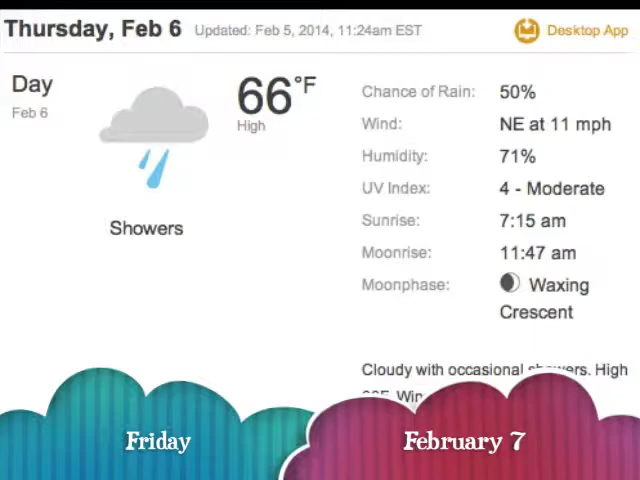 Thursday, Feb 6 Updated: Feb 5, 2014, 11:24am EST Desktop App
Day
Feb 6
66°F
High
Showers
Chance of Rain: 50%
Wind: NE at 11 mph
Humidity: 71%
UV Index: 4 - Moderate
Sunrise: 7:15 am
Moonrise: 11:47 am
Moonphase: Waxing
Crescent
Cloudy with occasional showers. High
Friday
February 7